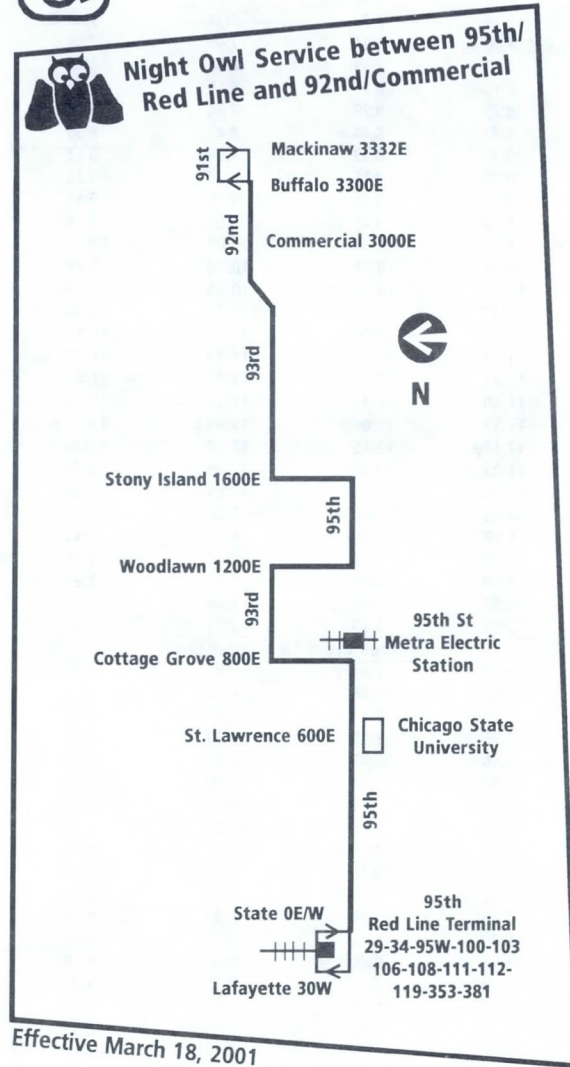 Night Owl Service between 95th/
Red Line and 92nd/Commercial
91st
Mackinaw 3332E
Buffalo 3300E
92nd
Commercial 3000E
93rd
N
Stony Island 1600E
95th
Woodlawn 1200E
93rd
Cottage Grove 800E
95th St
Metra Electric
Station
St. Lawrence 600E
Chicago State
University
95th
State 0E/W
Lafayette 30W
95th
Red Line Terminal
29-34-95W-100-103
106-108-111-112-
119-353-381
Effective March 18, 2001